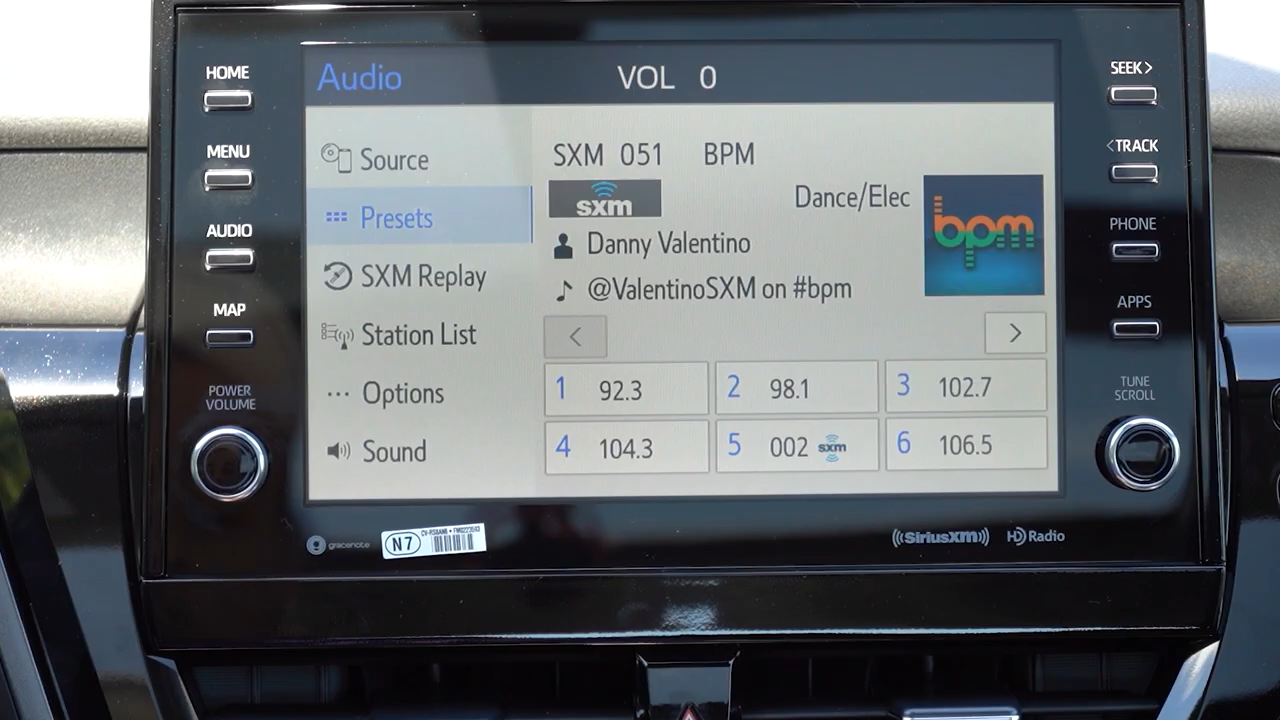 HOME
MENU
AUDIO
MAP
POWER
VOLUME
Audio
VOL 0
Source
Presets
SXM Replay
Station List
Options
Sound
SXM 051 BPM
sxm
Dance/Elec
bpm
Danny Valentino
@ValentinoSXM on #bpm
<
>
1 92.3
2 98.1
3 102.7
4 104.3
5 002 sxm
6 106.5
SEEK>
<TRACK
PHONE
APPS
TUNE
SCROLL
gracenote
N7
((SiriusXM))
HD Radio